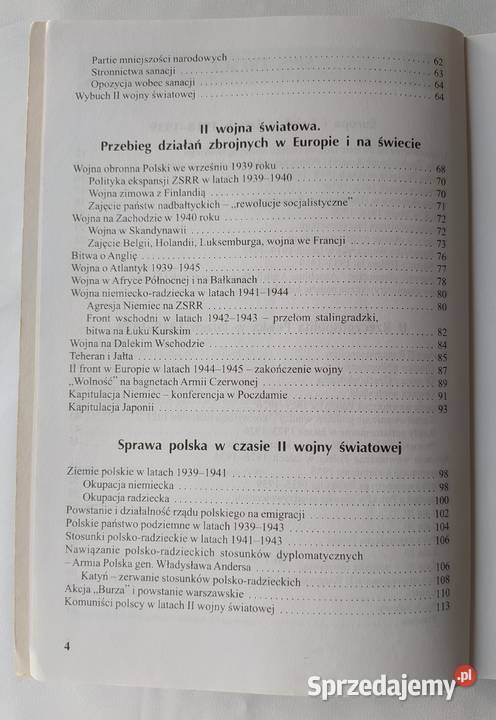 Partie mniejszości narodowych 62
Stronnictwa sanacji 63
Opozycja wobec sanacji 64
Wybuch II wojny światowej 64
II wojna światowa.
Przebieg działań zbrojnych w Europie i na świecie
Wojna obronna Polski we wrześniu 1939 roku 68
Polityka ekspansji ZSRR w latach 1939–1940 70
Wojna zimowa z Finlandią 70
Zajęcie państw nadbałtyckich – „rewolucje socjalistyczne” 71
Wojna na Zachodzie w 1940 roku 72
Wojna w Skandynawii 72
Zajęcie Belgii, Holandii, Luksemburga, wojna we Francji 73
Bitwa o Anglię 76
Wojna o Atlantyk 1939–1945 77
Wojna w Afryce Północnej i na Bałkanach 78
Wojna niemiecko-radziecka w latach 1941–1944 80
Agresja Niemiec na ZSRR 80
Front wschodni w latach 1942–1943 – przełom stalingradzki,
bitwa na Łuku Kurskim 82
Wojna na Dalekim Wschodzie 84
Teheran i Jałta 85
II front w Europie w latach 1944–1945 – zakończenie wojny 87
„Wolność” na bagnetach Armii Czerwonej 89
Kapitulacja Niemiec – konferencja w Poczdamie 91
Kapitulacja Japonii 93
Sprawa polska w czasie II wojny światowej
Ziemie polskie w latach 1939–1941 98
Okupacja niemiecka 98
Okupacja radziecka 100
Powstanie i działalność rządu polskiego na emigracji 102
Polskie państwo podziemne w latach 1939–1943 104
Stosunki polsko-radzieckie w latach 1941–1943 106
Nawiązanie polsko-radzieckich stosunków dyplomatycznych
– Armia Polska gen. Władysława Andersa 106
Katyń – zerwanie stosunków polsko-radzieckich 108
Akcja „Burza” i powstanie warszawskie 110
Komuniści polscy w latach II wojny światowej 113
4
Sprzedajemy.pl